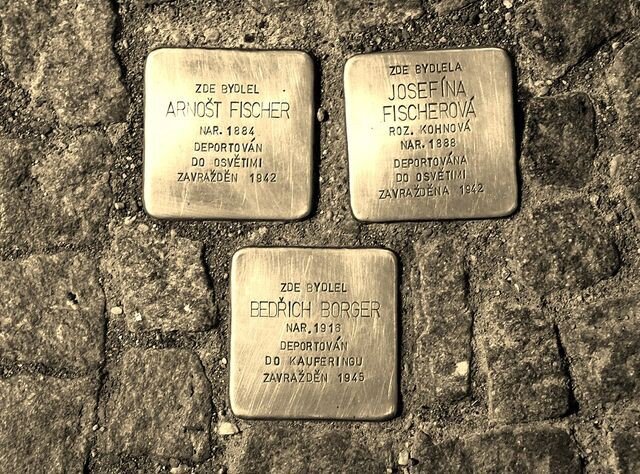 ZDE BYDLEL
ARNOŠT FISCHER
NAR. 1884
DEPORTOVÁN
DO OSVĚTIMI
ZAVRAŽDĚN 1942
ZDE BYDLELA
JOSEFÍNA
FISCHEROVÁ
ROZ. KOHNOVÁ
NAR. 1888
DEPORTOVÁNA
DO OSVĚTIMI
ZAVRAŽDĚNA 1942
ZDE BYDLEL
BEDŘICH BORGER
NAR. 1916
DEPORTOVÁN
DO KAUFERINGU
ZAVRAŽDĚN 1945